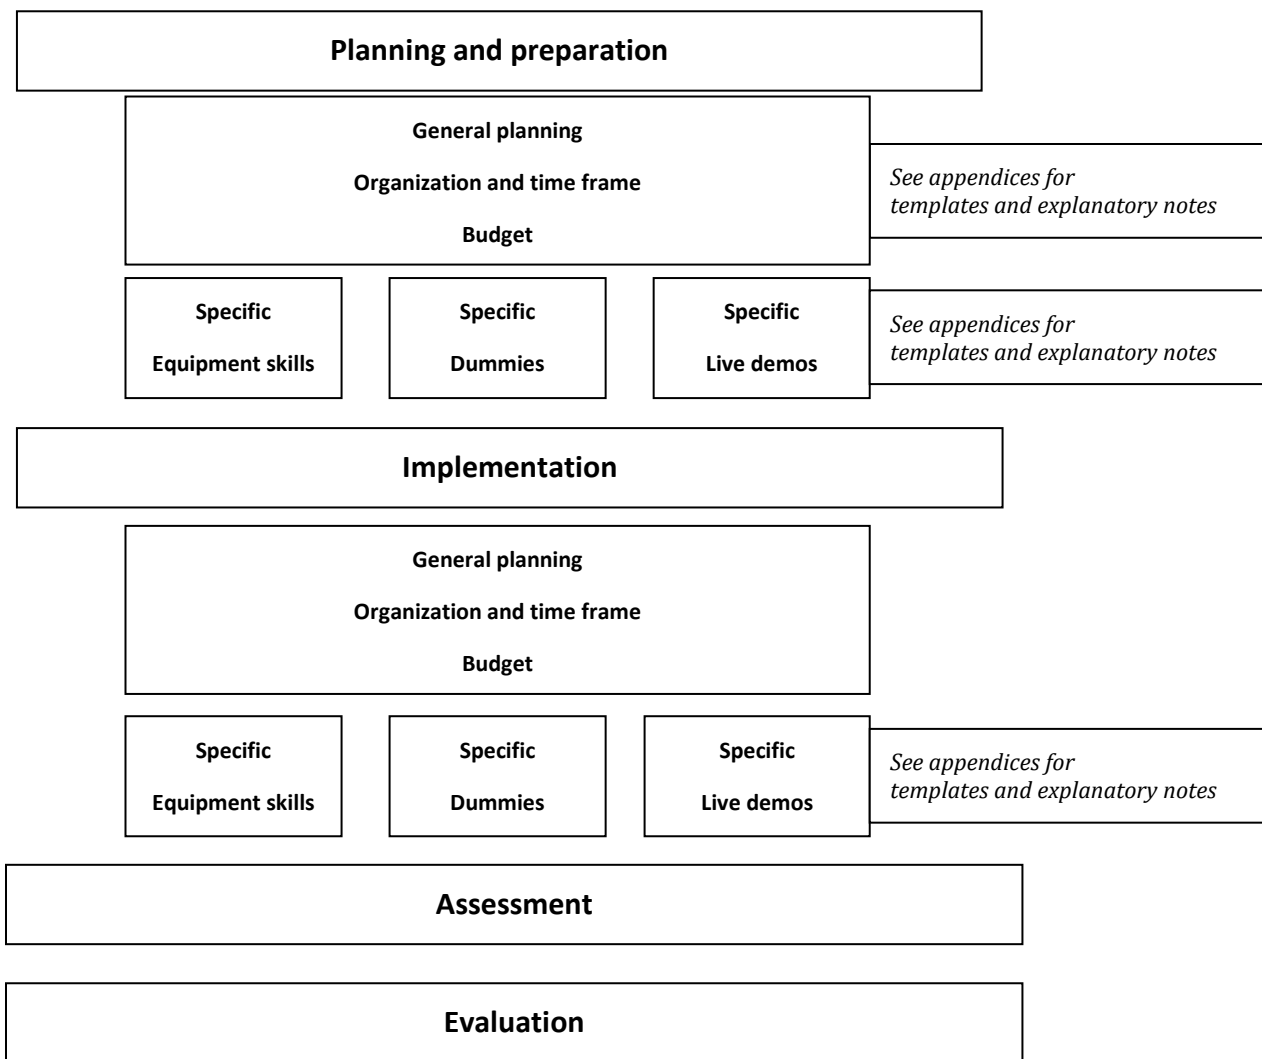 Planning and preparation
General planning
Organization and time frame
Budget
See appendices for
templates and explanatory notes
Specific
Equipment skills
Specific
Dummies
Specific
Live demos
See appendices for
templates and explanatory notes
Implementation
General planning
Organization and time frame
Budget
Specific
Equipment skills
Specific
Dummies
Specific
Live demos
See appendices for
templates and explanatory notes
Assessment
Evaluation